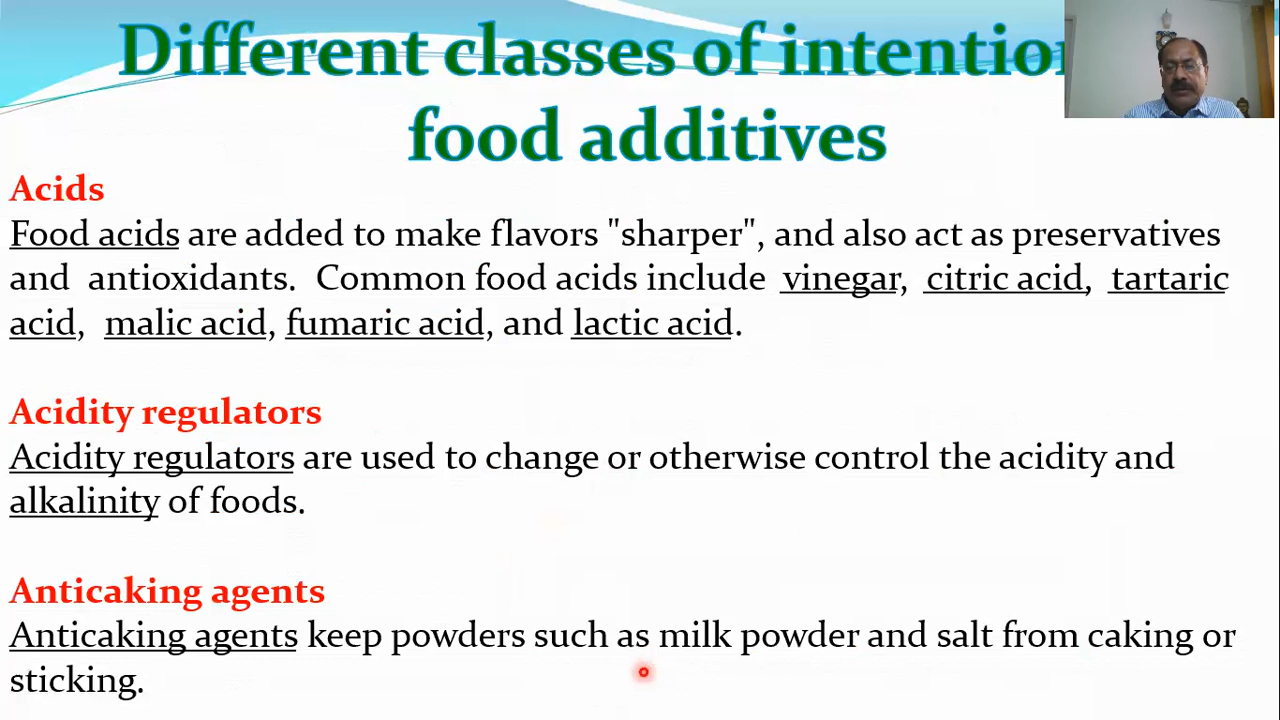 Different classes of intention
food additives
Acids
Food acids are added to make flavors "sharper", and also act as preservatives
and antioxidants. Common food acids include vinegar, citric acid, tartaric
acid, malic acid, fumaric acid, and lactic acid.
Acidity regulators
Acidity regulators are used to change or otherwise control the acidity and
alkalinity of foods.
Anticaking agents
Anticaking agents keep powders such as milk powder and salt from caking or
sticking.